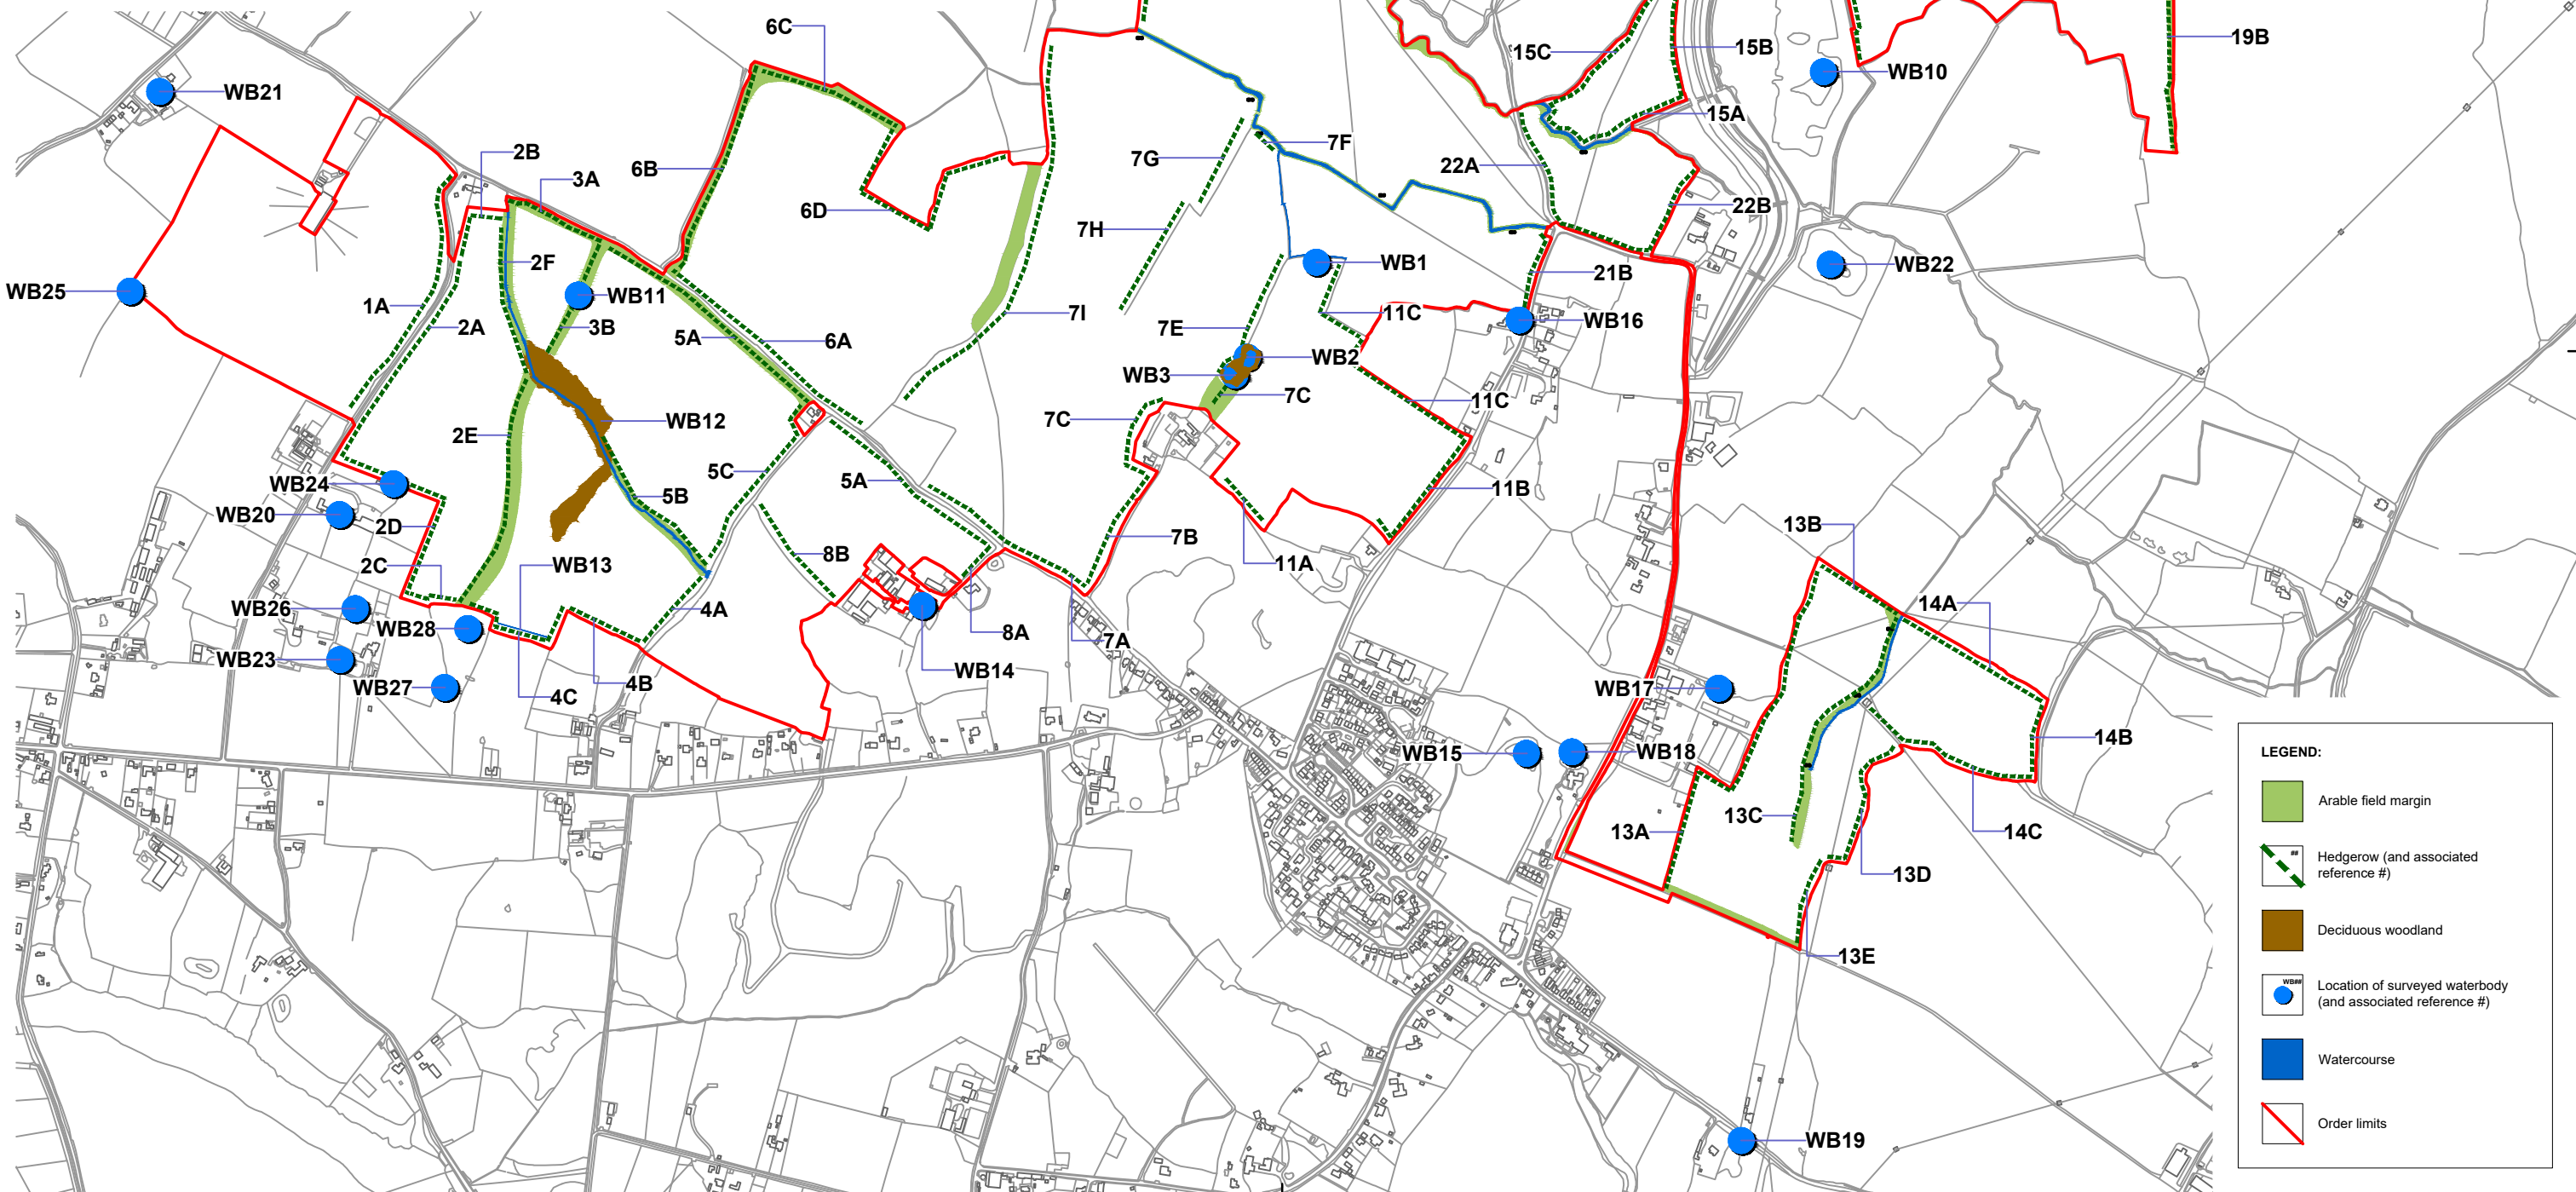 6C
15C
15B
19B
WB10
WB21
15A
2B
3A
6B
7G
7F
22A
6D
22B
7H
2F
WB1
21B
WB22
WB25
WB11
1A
2A
3B
5A
6A
7I
7E
11C
WB16
WB2
WB3
7C
11C
7C
WB12
2E
5C
5A
WB24
5B
11B
WB20
2D
13B
7B
8B
2C
WB13
11A
14A
WB26
4A
WB28
8A
7A
WB23
WB14
WB27
4C
4B
WB17
14B
WB15
WB18
13C
13A
14C
13D
13E
WB19
LEGEND:
Arable field margin
##
Hedgerow (and associated
reference #)
Deciduous woodland
WB##
Location of surveyed waterbody
(and associated reference #)
Watercourse
Order limits